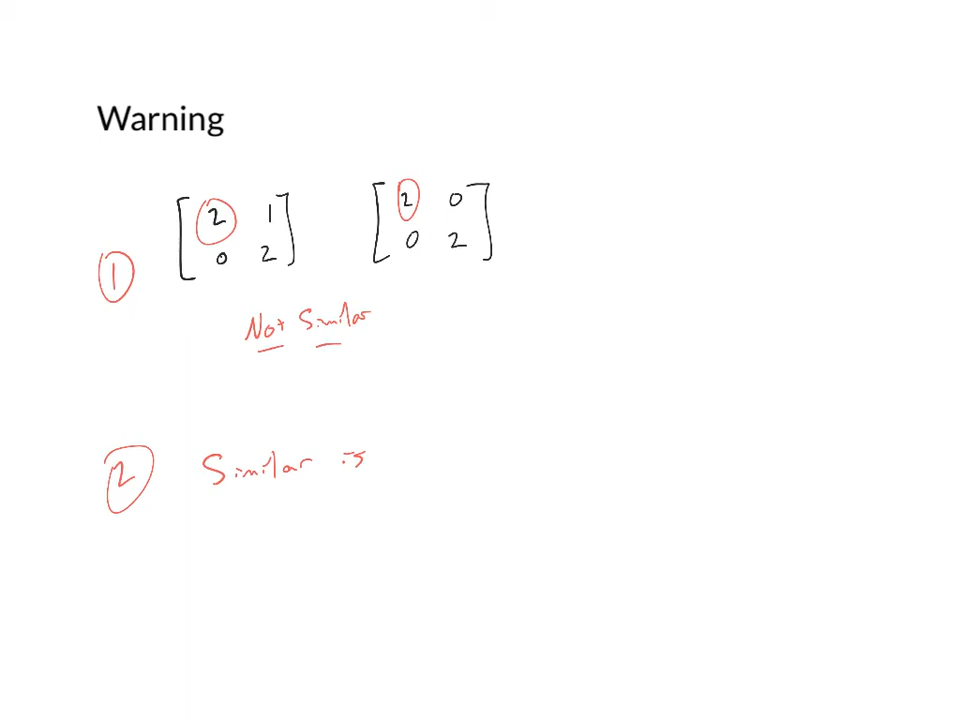 Warning
[2 1 [2 0
0 2] 0 2]
1
Not Similar
2 Similar is